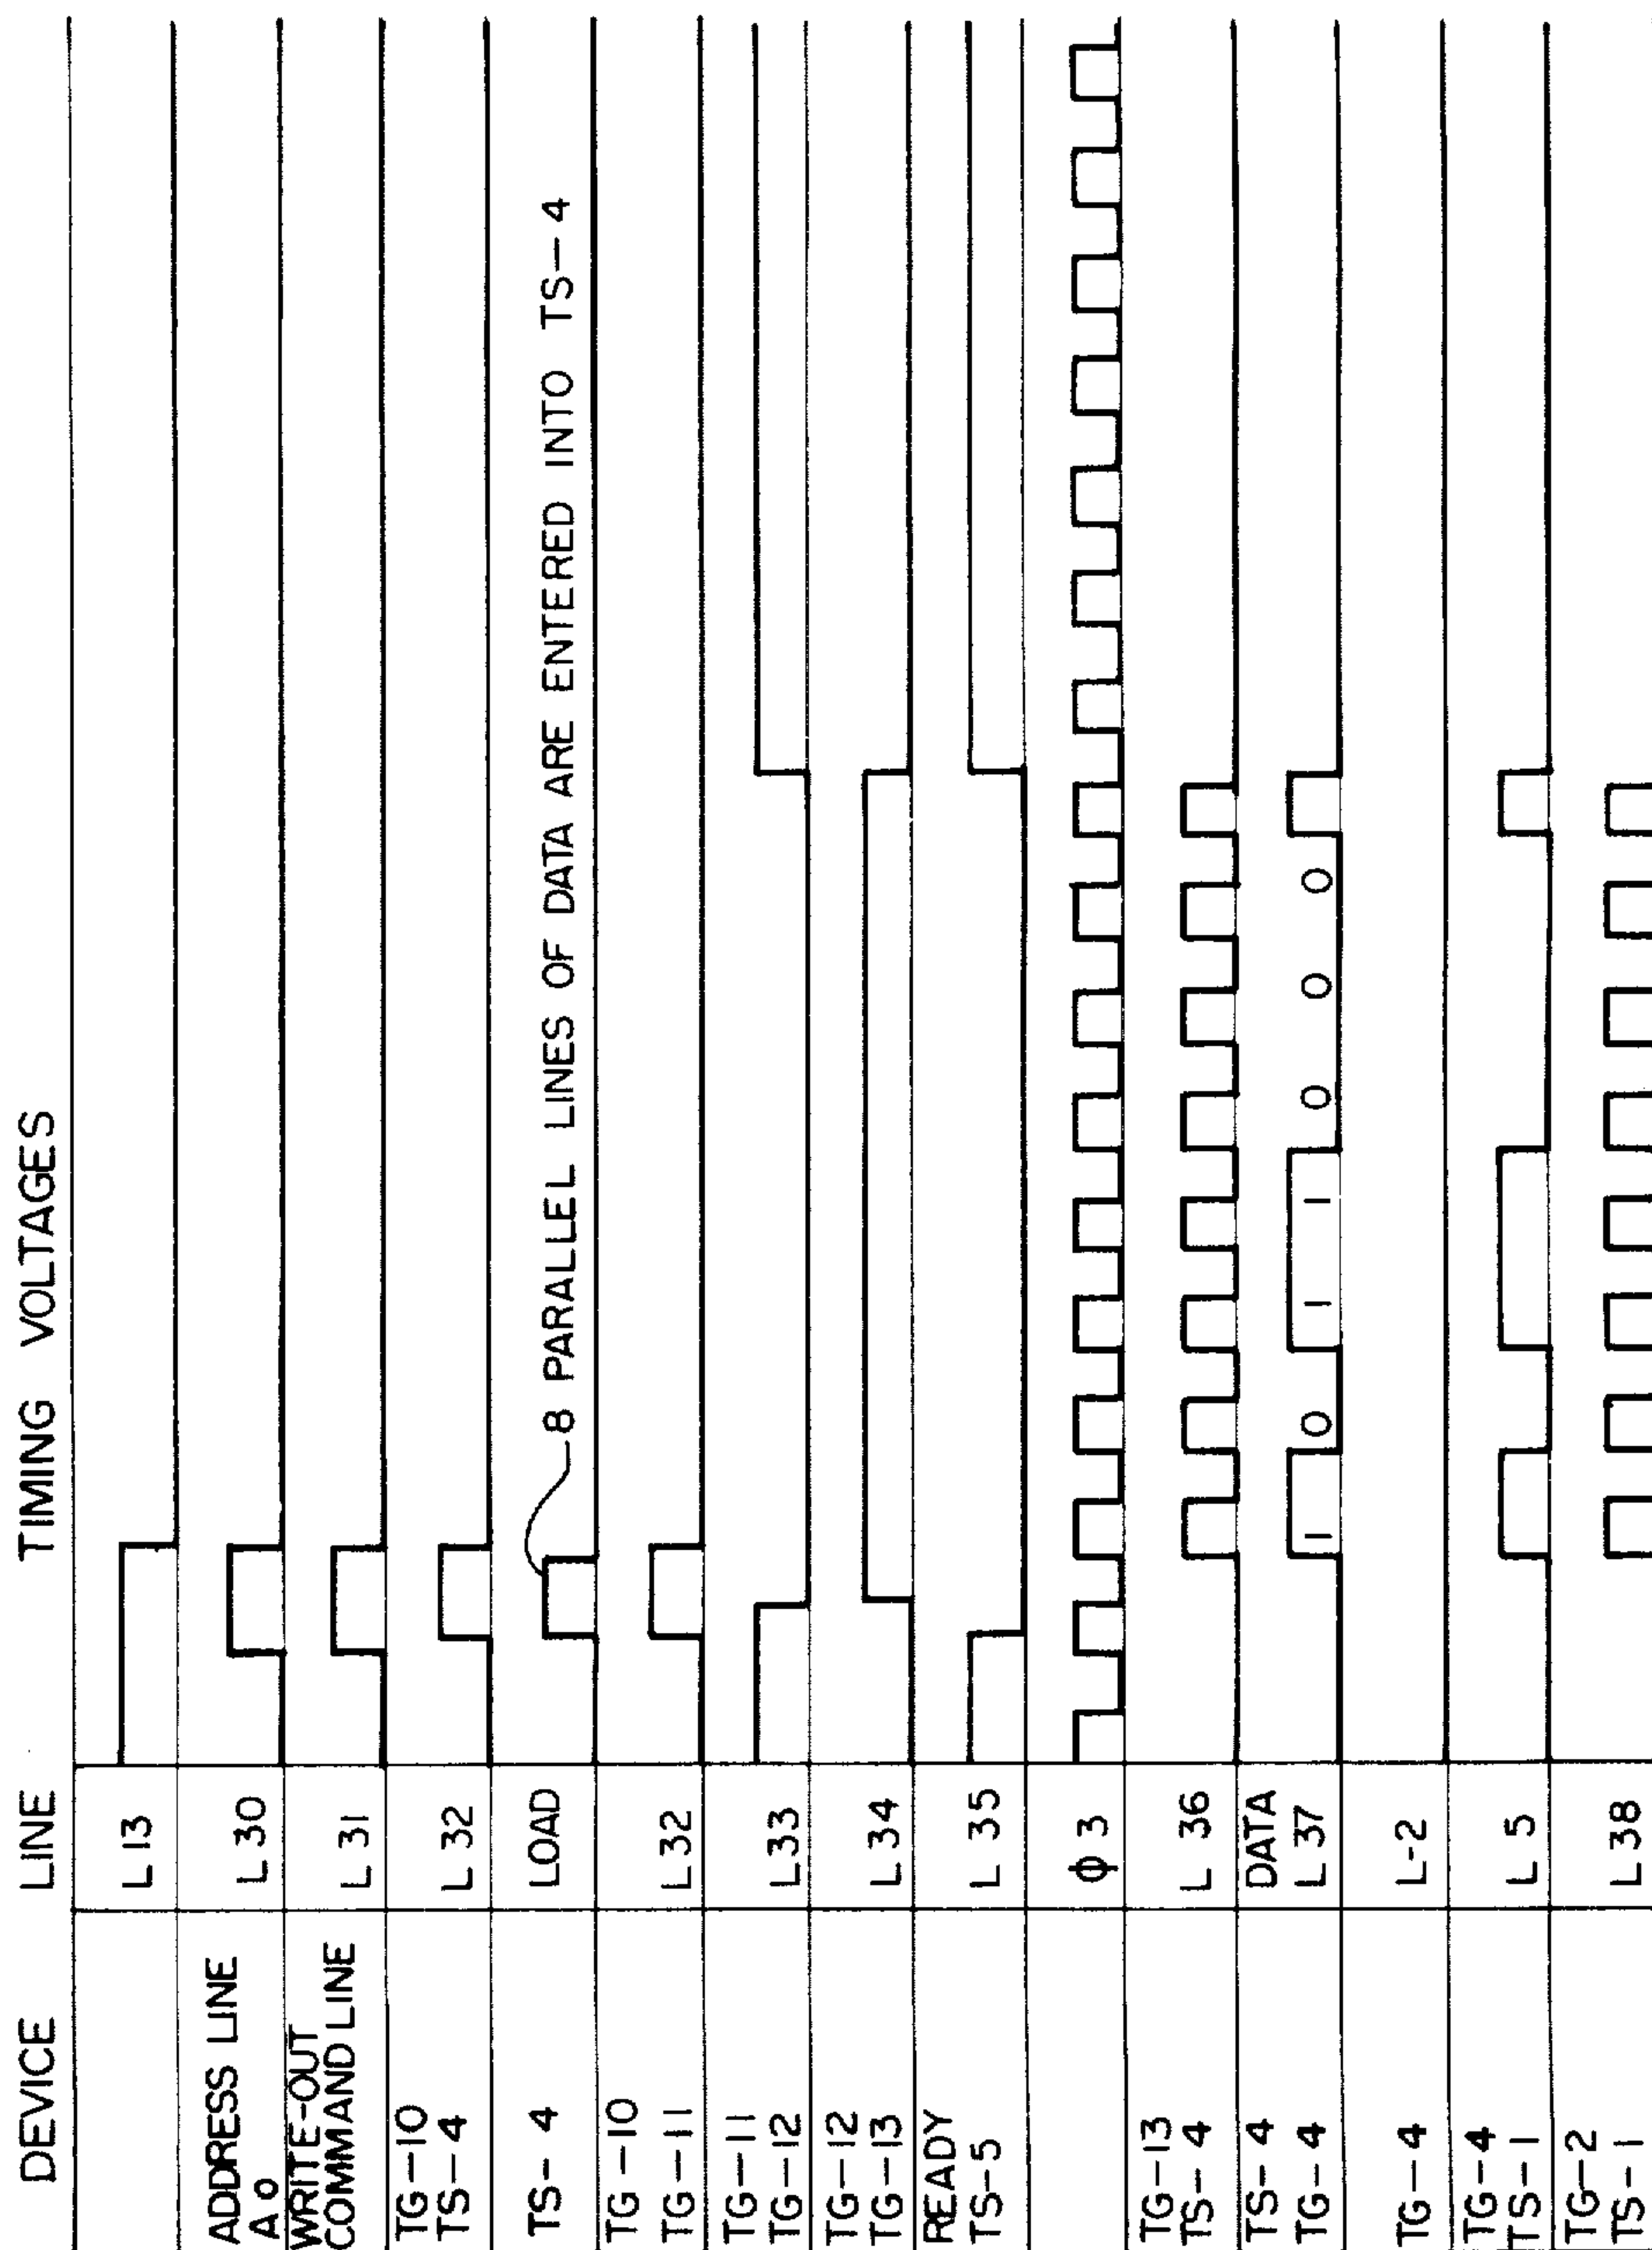 DEVICE LINE TIMING VOLTAGES
L 13
ADDRESS LINE
A 0
L 30
WRITE-OUT
COMMAND LINE
L 31
TG-10
TS-4
L 32
TS-4
LOAD
8 PARALLEL LINES OF DATA ARE ENTERED INTO TS-4
TG-10
TG-11
L 32
TG-11
TG-12
L 33
TG-12
TG-13
L 34
READY
TS-5
L 35
ϕ 3
TG-13
TS-4
L 36
TS-4
TG-4
DATA
L 37
1 0 1 1 0 0 0
TG-4
L-2
TG-4
TS-1
L 5
TG-2
TS-1
L 38